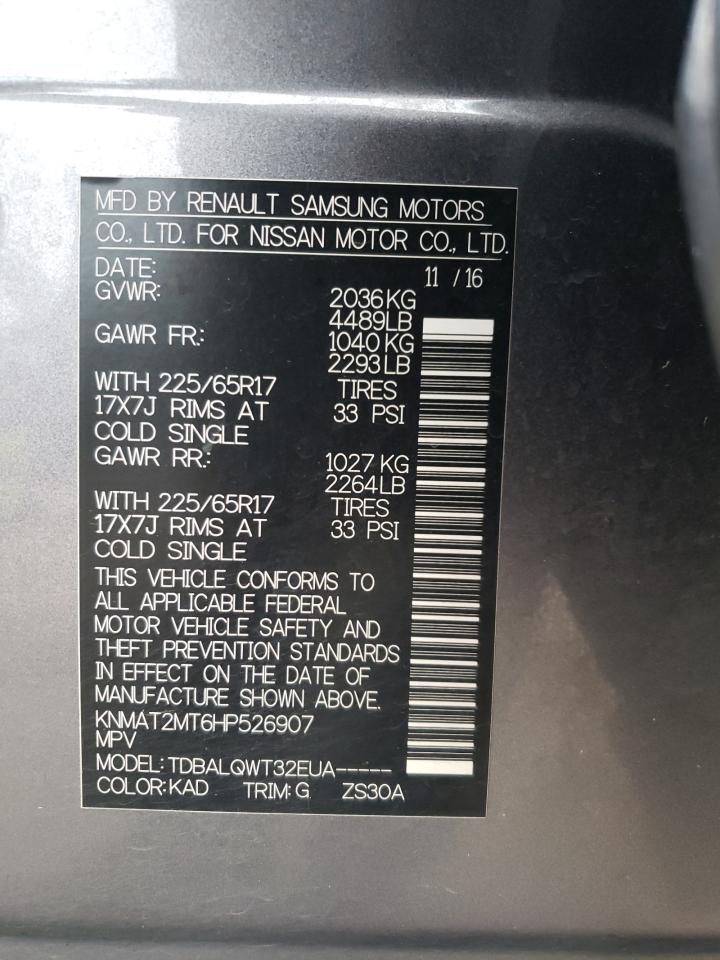 MFD BY RENAULT SAMSUNG MOTORS
CO., LTD. FOR NISSAN MOTOR CO., LTD.
DATE: 11 / 16
GVWR: 2036 KG
4489 LB
GAWR FR.: 1040 KG
2293 LB
WITH 225/65R17 TIRES
17X7J RIMS AT 33 PSI
COLD SINGLE
GAWR RR.: 1027 KG
2264 LB
WITH 225/65R17 TIRES
17X7J RIMS AT 33 PSI
COLD SINGLE
THIS VEHICLE CONFORMS TO
ALL APPLICABLE FEDERAL
MOTOR VEHICLE SAFETY AND
THEFT PREVENTION STANDARDS
IN EFFECT ON THE DATE OF
MANUFACTURE SHOWN ABOVE.
KNMAT2MT6HP526907
MPV
MODEL: TDBALQWT32EUA-----
COLOR: KAD TRIM: G ZS30A